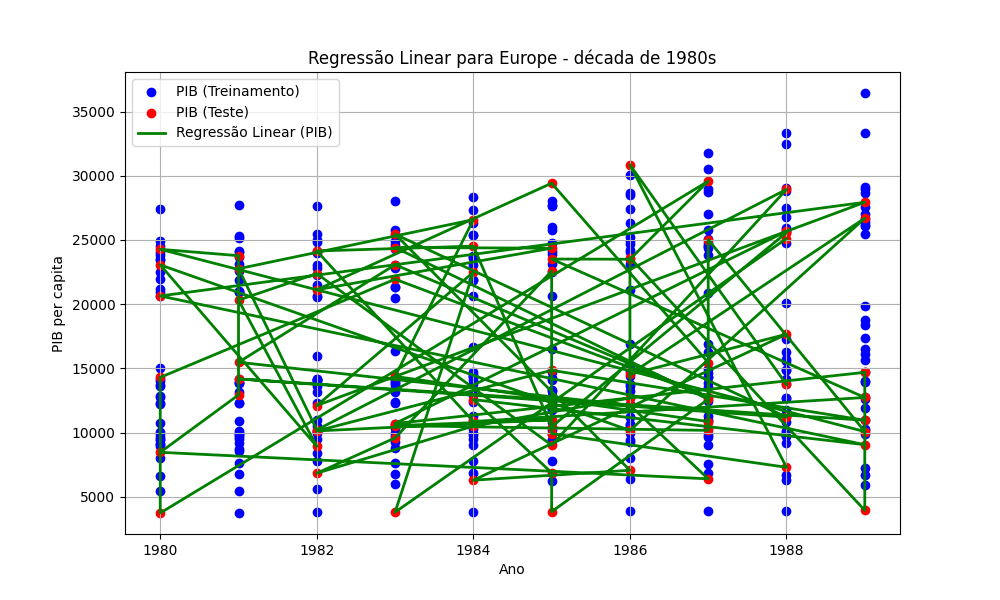 Regressão Linear para Europe - década de 1980s
PIB (Treinamento)
PIB (Teste)
Regressão Linear (PIB)
PIB per capita
35000
30000
25000
20000
15000
10000
5000
1980
1982
1984
1986
1988
Ano